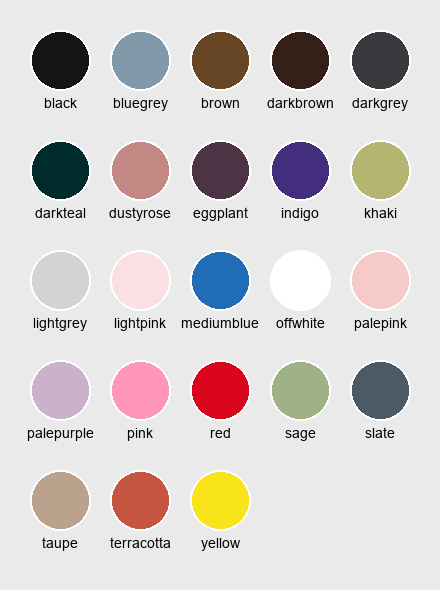 black bluegrey brown darkbrown darkgrey
darkteal dustyrose eggplant indigo khaki
lightgrey lightpink mediumblue offwhite palepink
palepurple pink red sage slate
taupe terracotta yellow